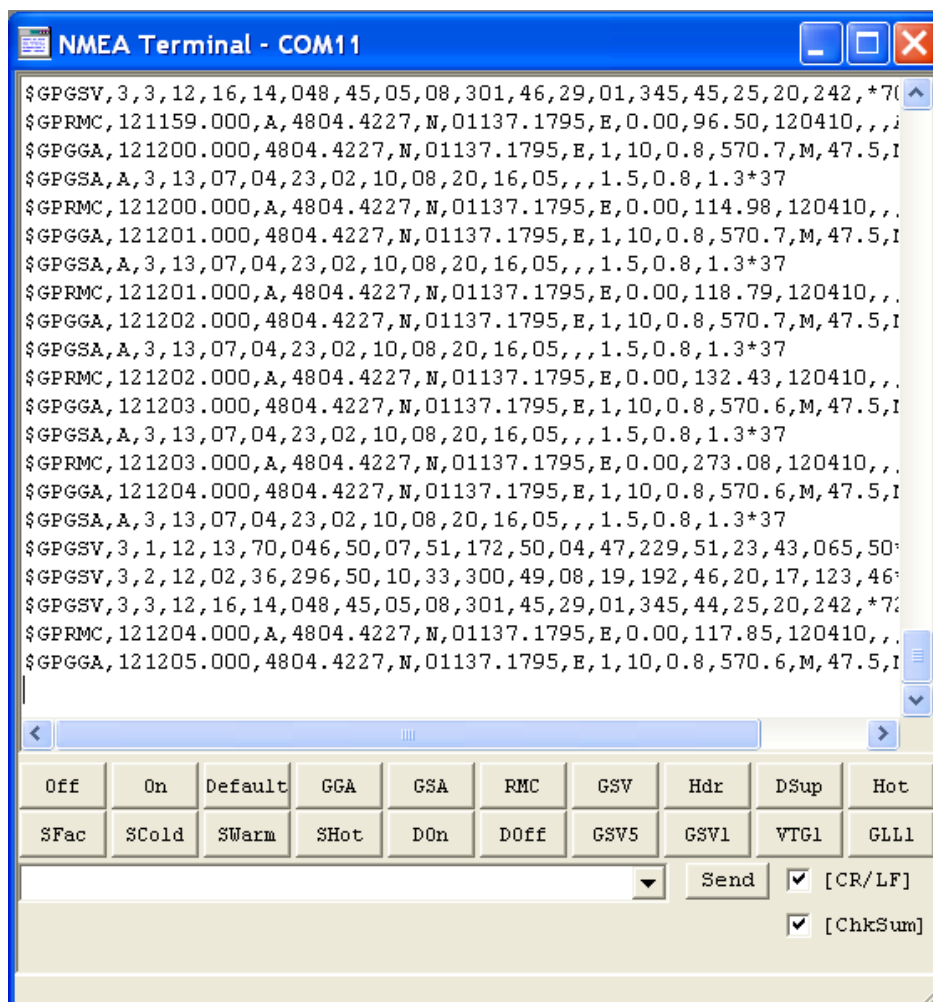 NMEA Terminal - COM11
$GPGSV,3,3,12,16,14,048,45,05,08,301,46,29,01,345,45,25,20,242,*70
$GPRMC,121159.000,A,4804.4227,N,01137.1795,E,0.00,96.50,120410,,,
$GPGGA,121200.000,4804.4227,N,01137.1795,E,1,10,0.8,570.7,M,47.5,
$GPGSA,A,3,13,07,04,23,02,10,08,20,16,05,,,1.5,0.8,1.3*37
$GPRMC,121200.000,A,4804.4227,N,01137.1795,E,0.00,114.98,120410,,,
$GPGGA,121201.000,4804.4227,N,01137.1795,E,1,10,0.8,570.7,M,47.5,
$GPGSA,A,3,13,07,04,23,02,10,08,20,16,05,,,1.5,0.8,1.3*37
$GPRMC,121201.000,A,4804.4227,N,01137.1795,E,0.00,118.79,120410,,,
$GPGGA,121202.000,4804.4227,N,01137.1795,E,1,10,0.8,570.7,M,47.5,
$GPGSA,A,3,13,07,04,23,02,10,08,20,16,05,,,1.5,0.8,1.3*37
$GPRMC,121202.000,A,4804.4227,N,01137.1795,E,0.00,132.43,120410,,,
$GPGGA,121203.000,4804.4227,N,01137.1795,E,1,10,0.8,570.6,M,47.5,
$GPGSA,A,3,13,07,04,23,02,10,08,20,16,05,,,1.5,0.8,1.3*37
$GPRMC,121203.000,A,4804.4227,N,01137.1795,E,0.00,273.08,120410,,,
$GPGGA,121204.000,4804.4227,N,01137.1795,E,1,10,0.8,570.6,M,47.5,
$GPGSA,A,3,13,07,04,23,02,10,08,20,16,05,,,1.5,0.8,1.3*37
$GPGSV,3,1,12,13,70,046,50,07,51,172,50,04,47,229,51,23,43,065,50*
$GPGSV,3,2,12,02,36,296,50,10,33,300,49,08,19,192,46,20,17,123,46*
$GPGSV,3,3,12,16,14,048,45,05,08,301,45,29,01,345,44,25,20,242,*72
$GPRMC,121204.000,A,4804.4227,N,01137.1795,E,0.00,117.85,120410,,,
$GPGGA,121205.000,4804.4227,N,01137.1795,E,1,10,0.8,570.6,M,47.5,
Off On Default GGA GSA RMC GSV Hdr DSup Hot
SFac SCold SWarm SHot DOn DOff GSV5 GSV1 VTG1 GLL1
Send [CR/LF]
[ChkSum]